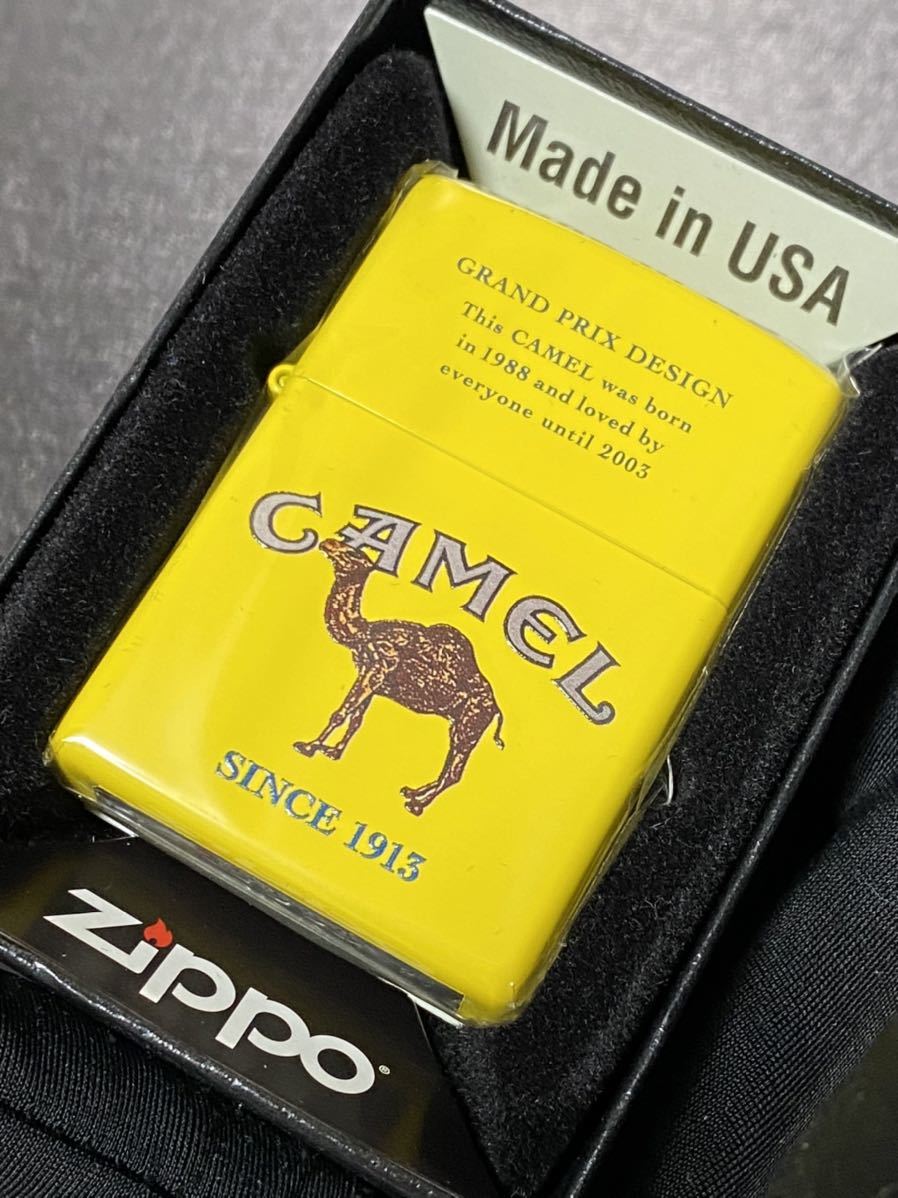 Made in USA
GRAND PRIX DESIGN
This CAMEL was born
in 1988 and loved by
everyone until 2003
CAMEL
SINCE 1913
zippo®